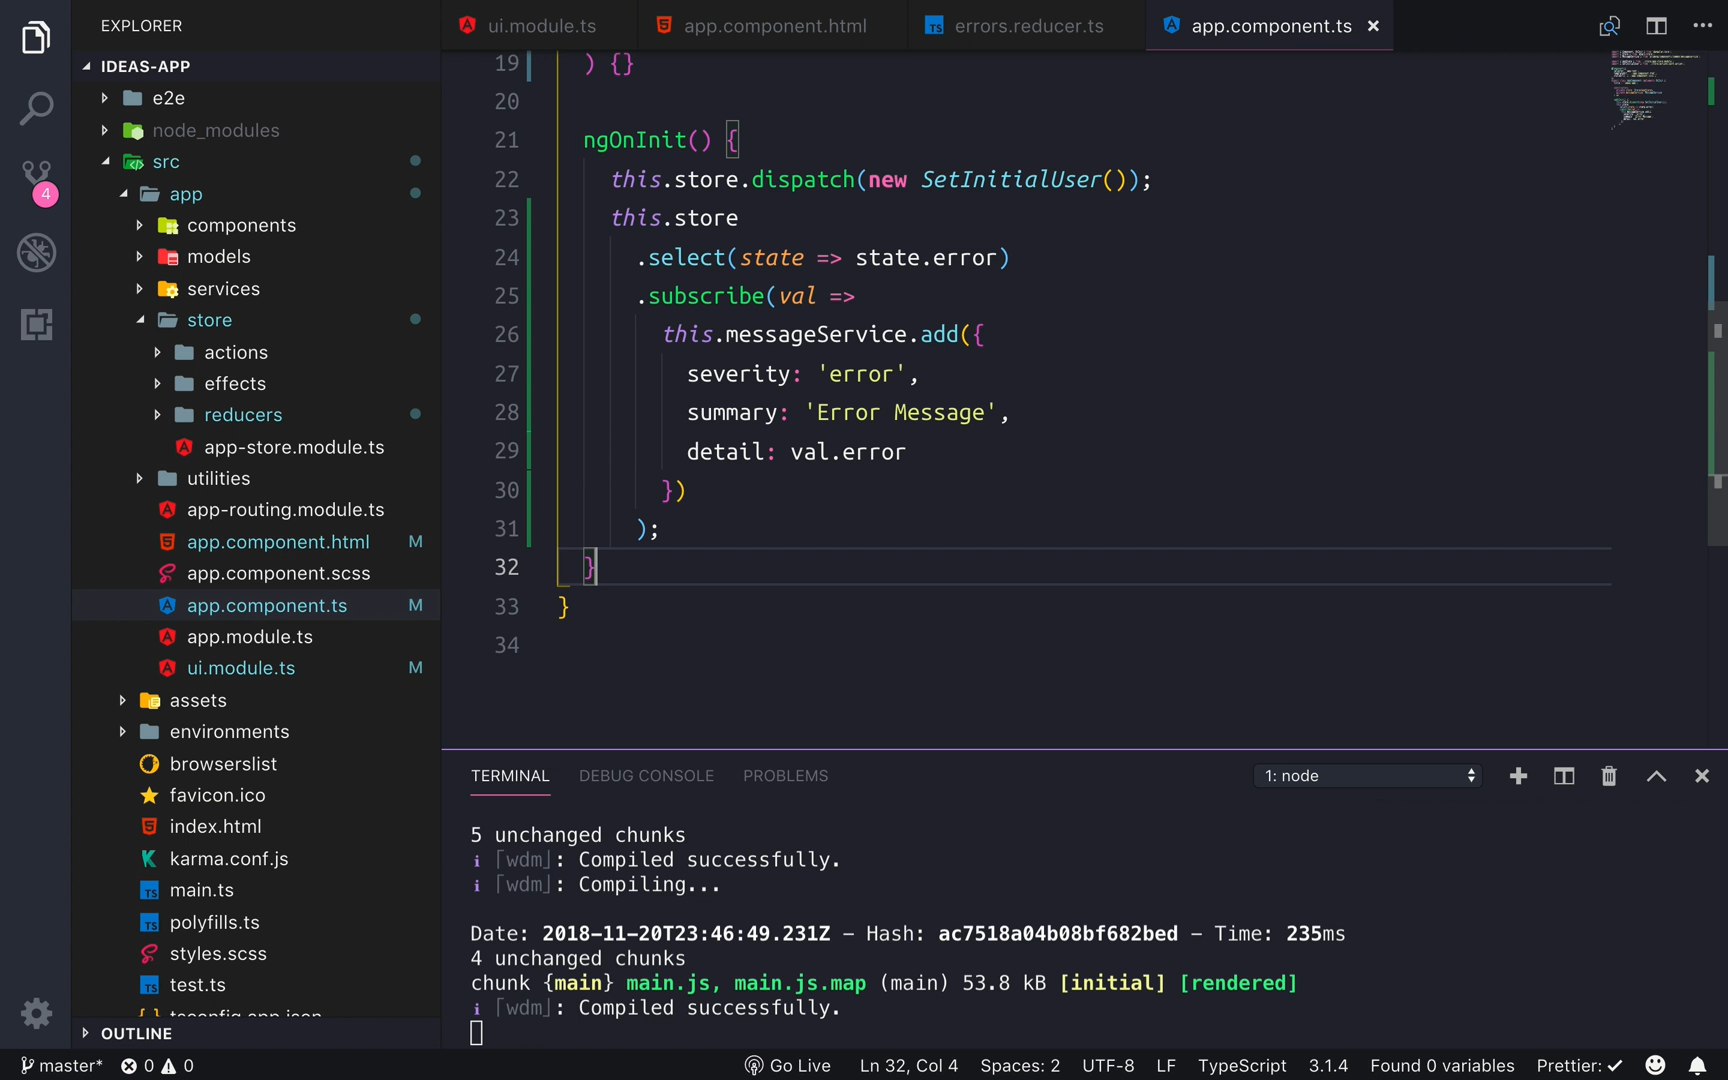 EXPLORER
IDEAS-APP
e2e
node_modules
src
app
components
models
services
store
actions
effects
reducers
app-store.module.ts
utilities
app-routing.module.ts
app.component.html M
app.component.scss
app.component.ts M
app.module.ts
ui.module.ts M
assets
environments
browserslist
favicon.ico
index.html
karma.conf.js
main.ts
polyfills.ts
styles.scss
test.ts
tsconfig.app.json
OUTLINE
4
ui.module.ts app.component.html errors.reducer.ts app.component.ts
19 ) {}
20
21 ngOnInit() {
22 this.store.dispatch(new SetInitialUser());
23 this.store
24 .select(state => state.error)
25 .subscribe(val =>
26 this.messageService.add({
27 severity: 'error',
28 summary: 'Error Message',
29 detail: val.error
30 })
31 );
32 }
33 }
34
TERMINAL DEBUG CONSOLE PROBLEMS 1: node
5 unchanged chunks
i ｢wdm｣: Compiled successfully.
i ｢wdm｣: Compiling...
Date: 2018-11-20T23:46:49.231Z - Hash: ac7518a04b08bf682bed - Time: 235ms
4 unchanged chunks
chunk {main} main.js, main.js.map (main) 53.8 kB [initial] [rendered]
i ｢wdm｣: Compiled successfully.
master* 0 0 Go Live Ln 32, Col 4 Spaces: 2 UTF-8 LF TypeScript 3.1.4 Found 0 variables Prettier: ✓